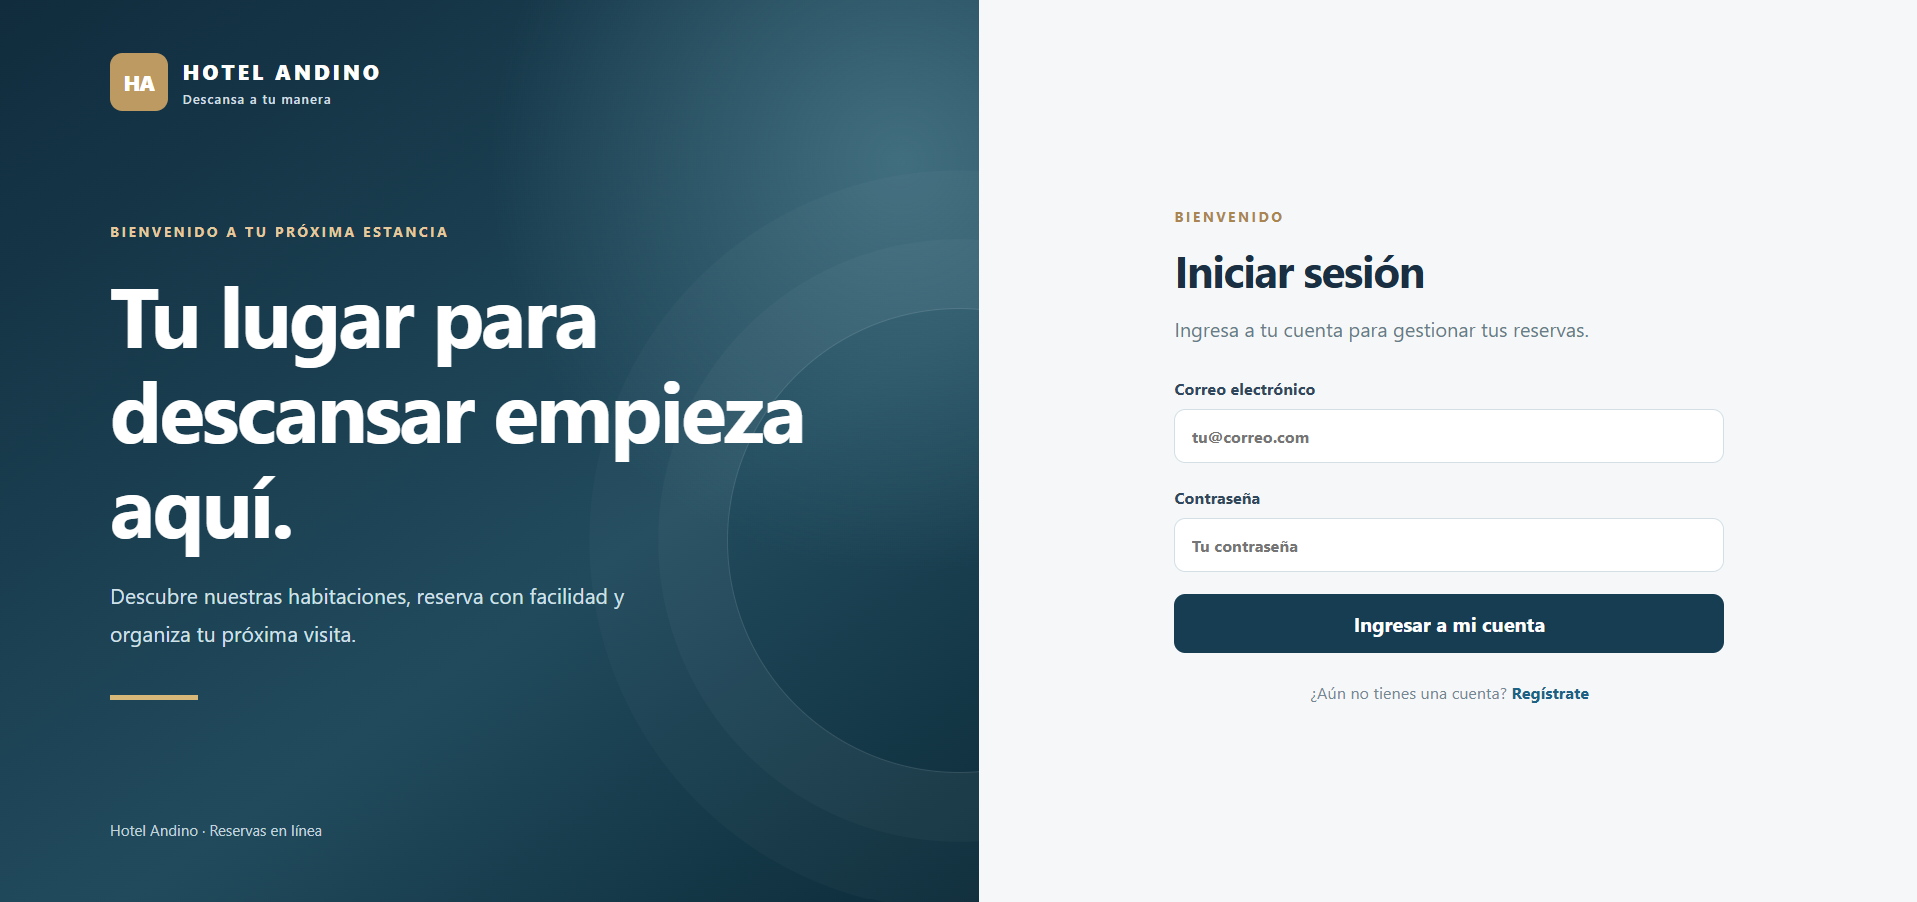 HA
HOTEL ANDINO
Descansa a tu manera
BIENVENIDO A TU PRÓXIMA ESTANCIA
Tu lugar para
descansar empieza
aquí.
Descubre nuestras habitaciones, reserva con facilidad y
organiza tu próxima visita.
Hotel Andino · Reservas en línea
BIENVENIDO
Iniciar sesión
Ingresa a tu cuenta para gestionar tus reservas.
Correo electrónico
tu@correo.com
Contraseña
Tu contraseña
Ingresar a mi cuenta
¿Aún no tienes una cuenta? Regístrate